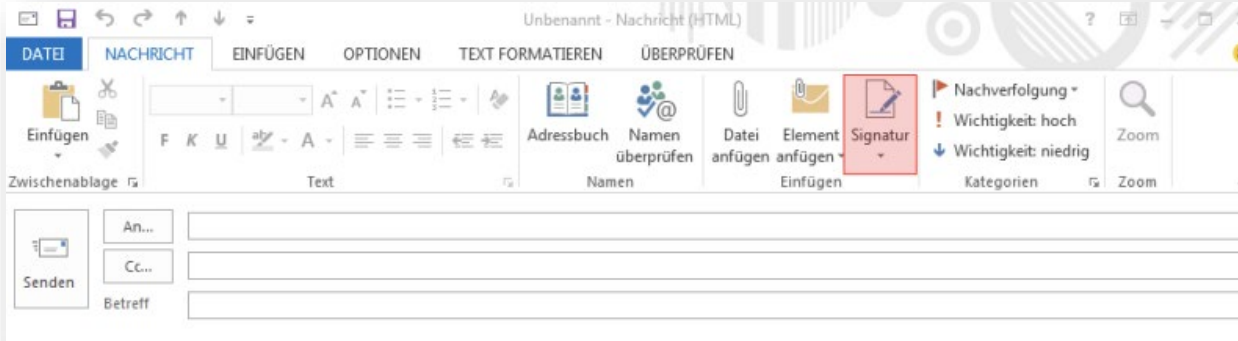 Unbenannt - Nachricht (HTML) ?
DATEI NACHRICHT EINFÜGEN OPTIONEN TEXT FORMATIEREN ÜBERPRÜFEN
Einfügen
F K U A
Adressbuch
Namen überprüfen
Datei anfügen
Element anfügen
Signatur
Nachverfolgung
Wichtigkeit: hoch
Wichtigkeit: niedrig
Zoom
Zwischenablage Text Namen Einfügen Kategorien Zoom
An...
Cc...
Senden
Betreff